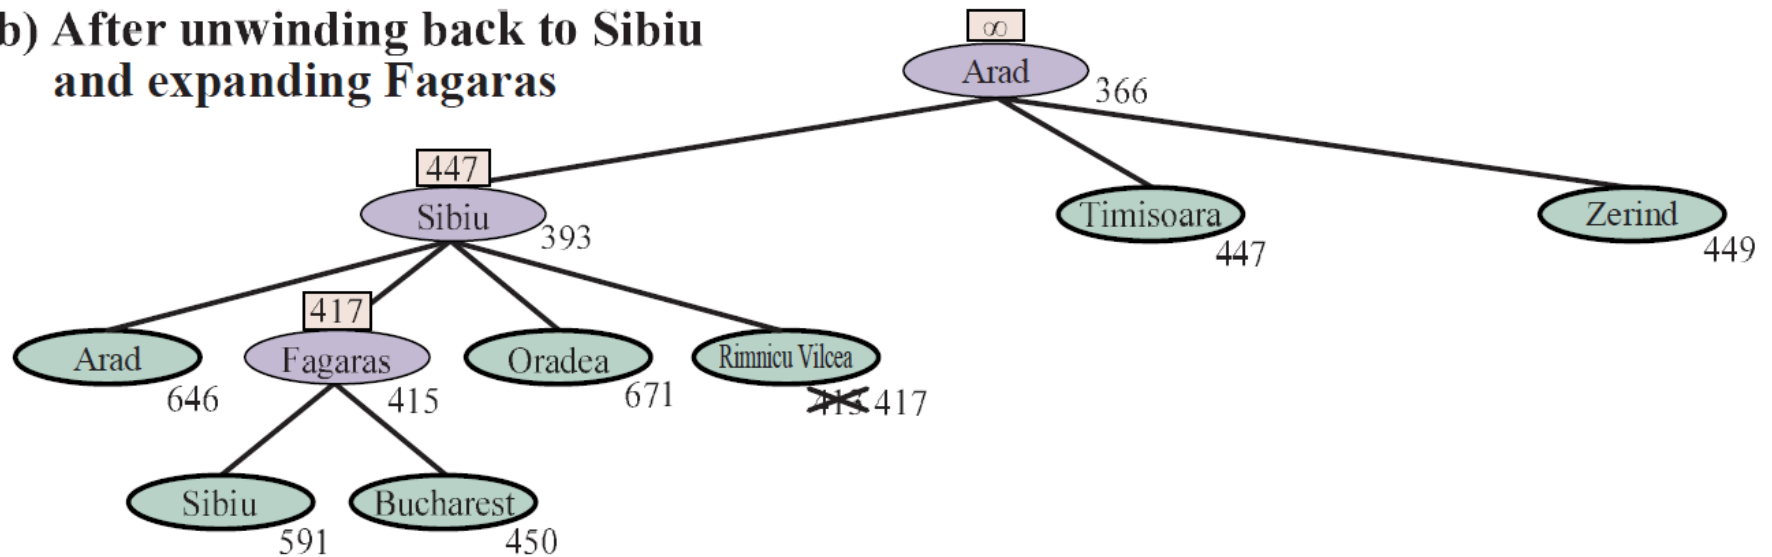 b) After unwinding back to Sibiu
and expanding Fagaras
∞
Arad
366
447
Sibiu
393
Timisoara
447
Zerind
449
Arad
646
417
Fagaras
415
Oradea
671
Rimnicu Vilcea
413 417
Sibiu
591
Bucharest
450